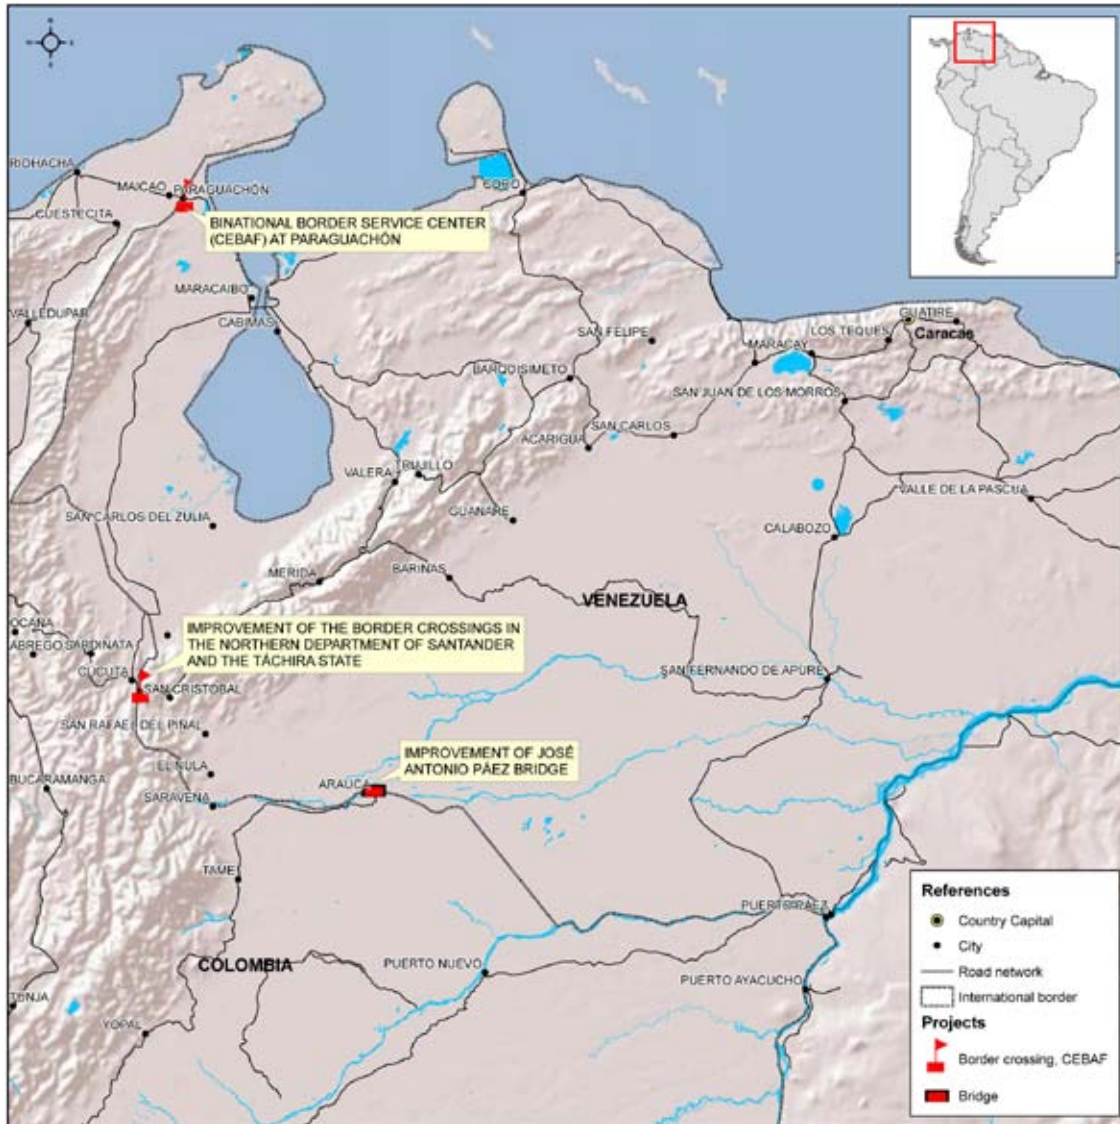 N
S
RIOHACHA
MAICAO
PARAGUACHÓN
CUESTECITA
BINATIONAL BORDER SERVICE CENTER
(CEBAF) AT PARAGUACHÓN
CORO
MARACAIBO
VALLEDUPAR
CABIMAS
SAN FELIPE
GUATIRE
LOS TEQUES
Caracas
MARACAY
BARQUISIMETO
SAN JUAN DE LOS MORROS
SAN CARLOS
ACARIGUA
TRUJILLO
VALERA
VALLE DE LA PASCUA
GUANARE
SAN CARLOS DEL ZULIA
CALABOZO
MERIDA
BARINAS
VENEZUELA
OCAÑA
ABREGO
SARDINATA
IMPROVEMENT OF THE BORDER CROSSINGS IN
THE NORTHERN DEPARTMENT OF SANTANDER
AND THE TÁCHIRA STATE
CUCUTA
SAN CRISTOBAL
SAN FERNANDO DE APURE
SAN RAFAEL DEL PIÑAL
IMPROVEMENT OF JOSÉ
ANTONIO PÁEZ BRIDGE
EL NULA
BUCARAMANGA
ARAUCA
SARAVENA
TAME
PUERTO PAEZ
COLOMBIA
PUERTO NUEVO
PUERTO AYACUCHO
TUNJA
YOPAL
References
Country Capital
City
Road network
International border
Projects
Border crossing, CEBAF
Bridge